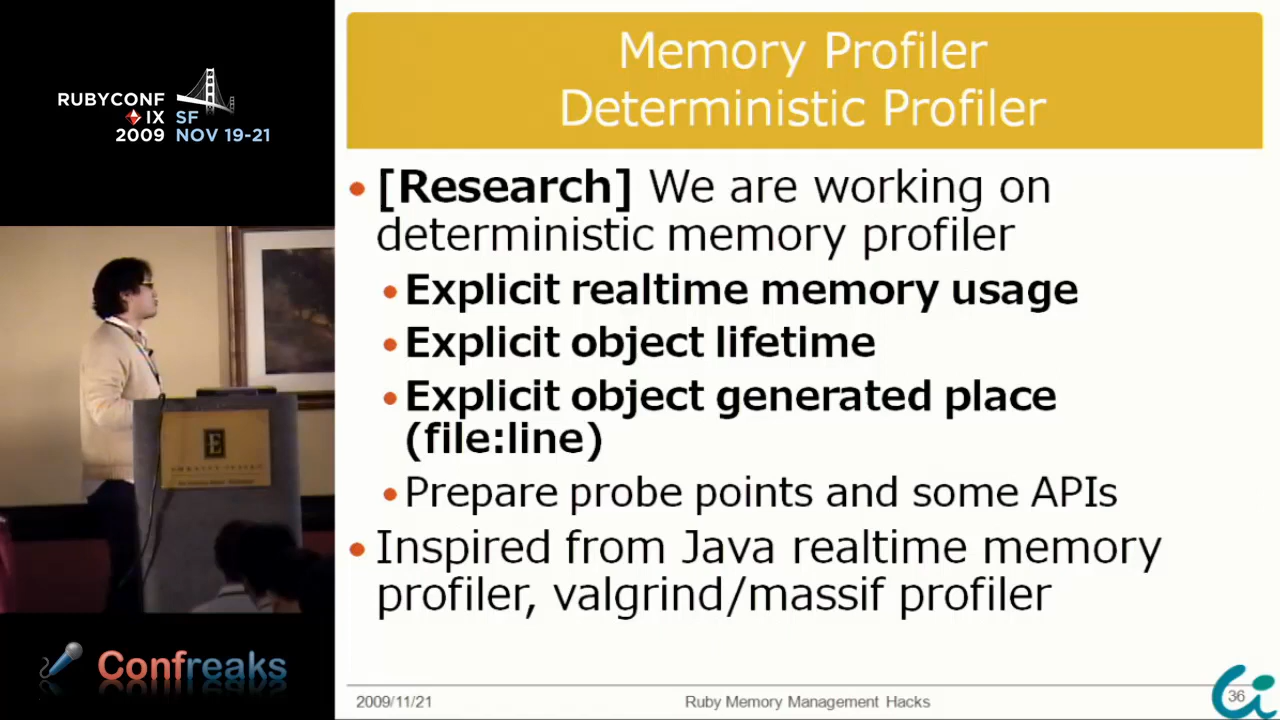 RUBYCONF
IX SF
2009 NOV 19-21
Memory Profiler
Deterministic Profiler
[Research] We are working on
deterministic memory profiler
Explicit realtime memory usage
Explicit object lifetime
Explicit object generated place
(file:line)
Prepare probe points and some APIs
Inspired from Java realtime memory
profiler, valgrind/massif profiler
E
EMBASSY SUITES
Confreaks
2009/11/21
Ruby Memory Management Hacks
36